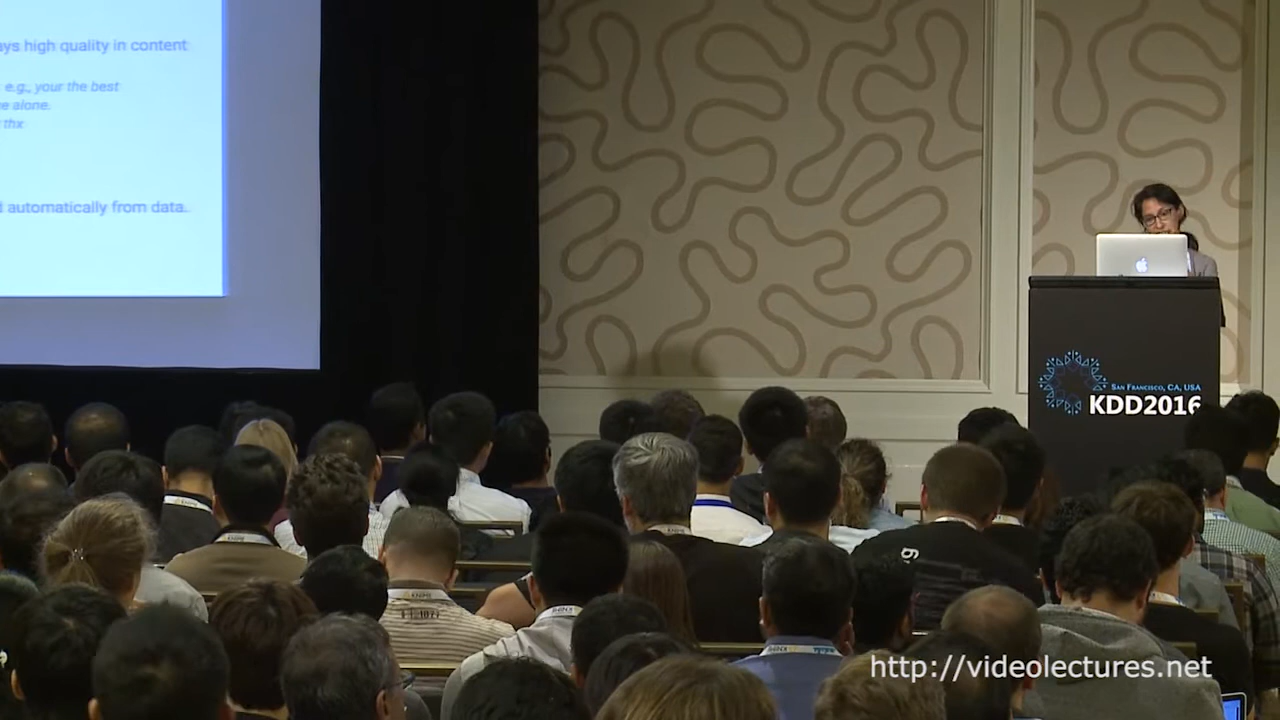 ays high quality in content
e.g., your the best
e alone.
thx
d automatically from data.
SAN FRANCISCO, CA, USA
KDD2016
http://videolectures.net